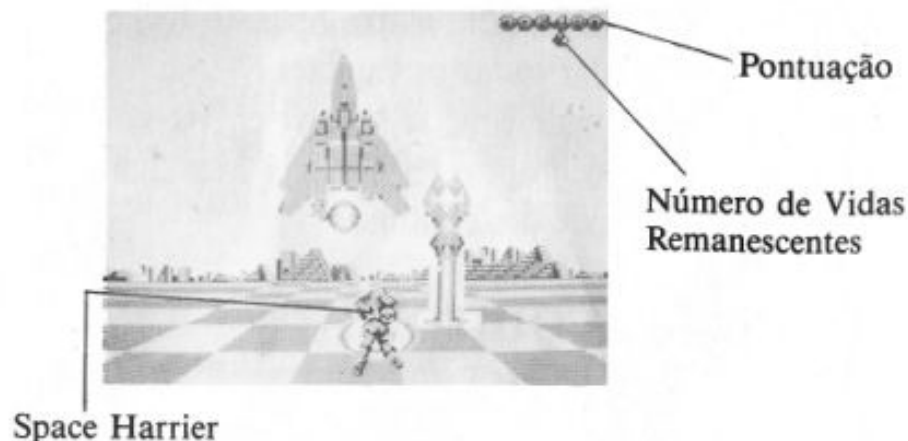 Pontuação
Número de Vidas
Remanescentes
Space Harrier